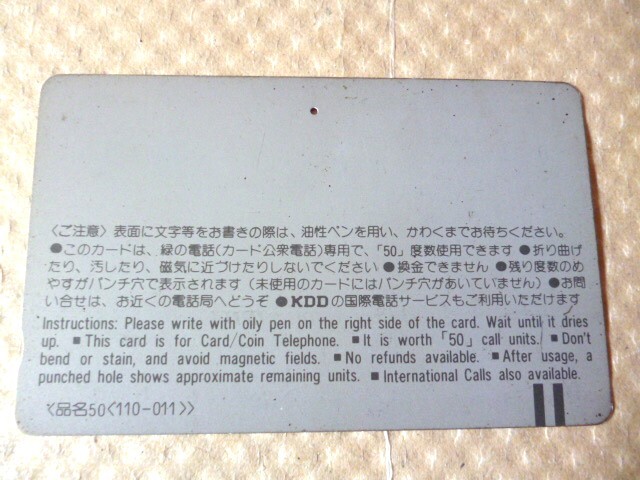 〈ご注意〉表面に文字等をお書きの際は、油性ペンを用い、かわくまでお待ちください。
●このカードは、緑の電話(カード公衆電話)専用で、「50」度数使用できます ●折り曲げ
たり、汚したり、磁気に近づけたりしないでください ●換金できません ●残り度数のめ
やすがパンチ穴で表示されます (未使用のカードにはパンチ穴があいていません) ●お問
い合せは、お近くの電話局へどうぞ ●KDDの国際電話サービスもご利用いただけます
Instructions: Please write with oily pen on the right side of the card. Wait until it dries
up. ■ This card is for Card/Coin Telephone. ■ It is worth「50」call units. ■ Don't
bend or stain, and avoid magnetic fields. ■ No refunds available. ■ After usage, a
punched hole shows approximate remaining units. ■ International Calls also available.
〈品名50〈110-011〉〉